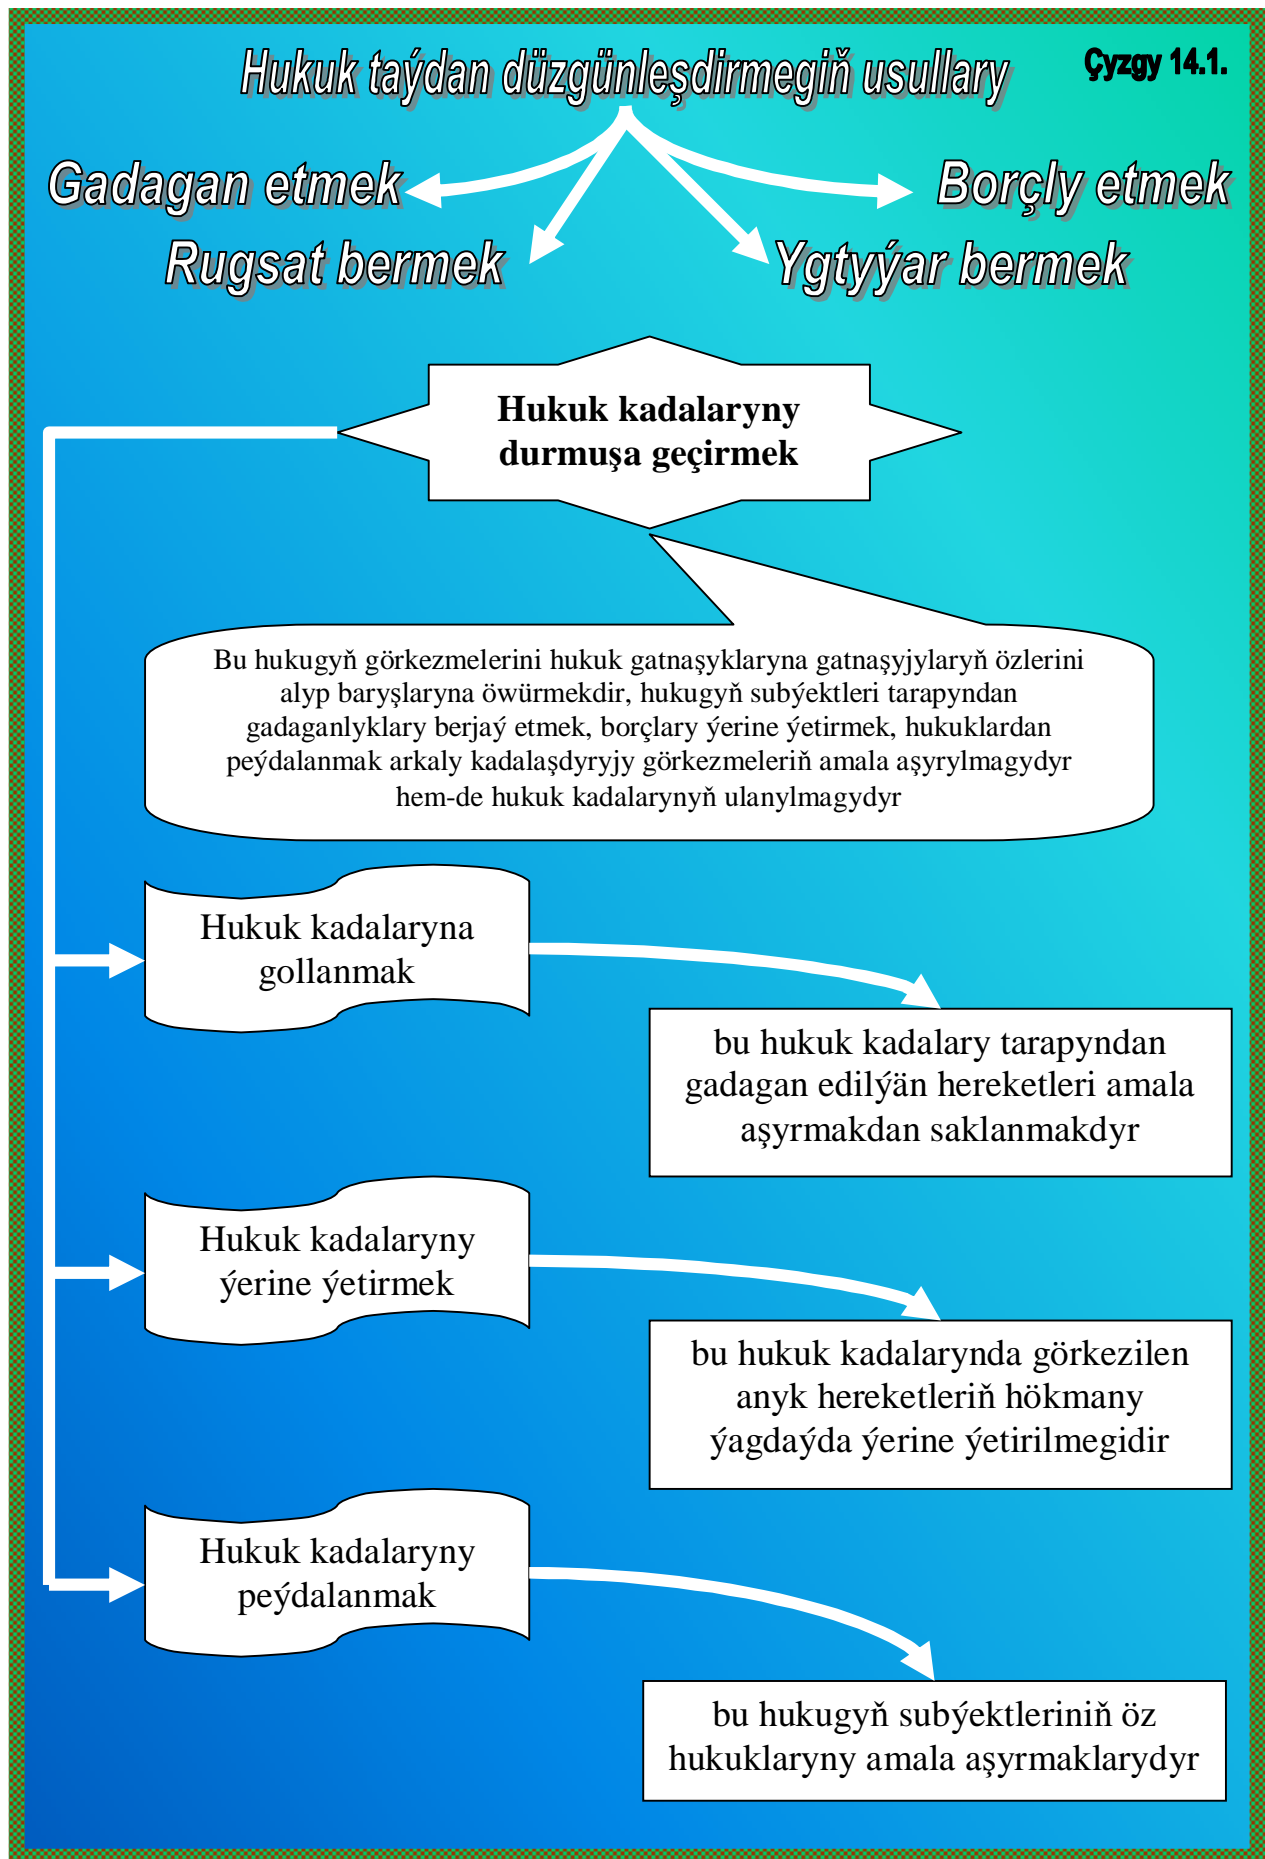 Hukuk taýdan düzgünleşdirmegiň usullary
Çyzgy 14.1.
Gadagan etmek
Borçly etmek
Rugsat bermek
Ygtyýar bermek
Hukuk kadalaryny
durmuşa geçirmek
Bu hukugyň görkezmelerini hukuk gatnaşyklaryna gatnaşyjylaryň özlerini
alyp baryşlaryna öwürmekdir, hukugyň subýektleri tarapyndan
gadaganlyklary berjaý etmek, borçlary ýerine ýetirmek, hukuklardan
peýdalanmak arkaly kadalaşdyryjy görkezmeleriň amala aşyrylmagydyr
hem-de hukuk kadalarynyň ulanylmagydyr
Hukuk kadalaryna
gollanmak
bu hukuk kadalary tarapyndan
gadagan edilýän hereketleri amala
aşyrmakdan saklanmakdyr
Hukuk kadalaryny
ýerine ýetirmek
bu hukuk kadalarynda görkezilen
anyk hereketleriň hökmany
ýagdaýda ýerine ýetirilmegidir
Hukuk kadalaryny
peýdalanmak
bu hukugyň subýektleriniň öz
hukuklaryny amala aşyrmaklarydyr